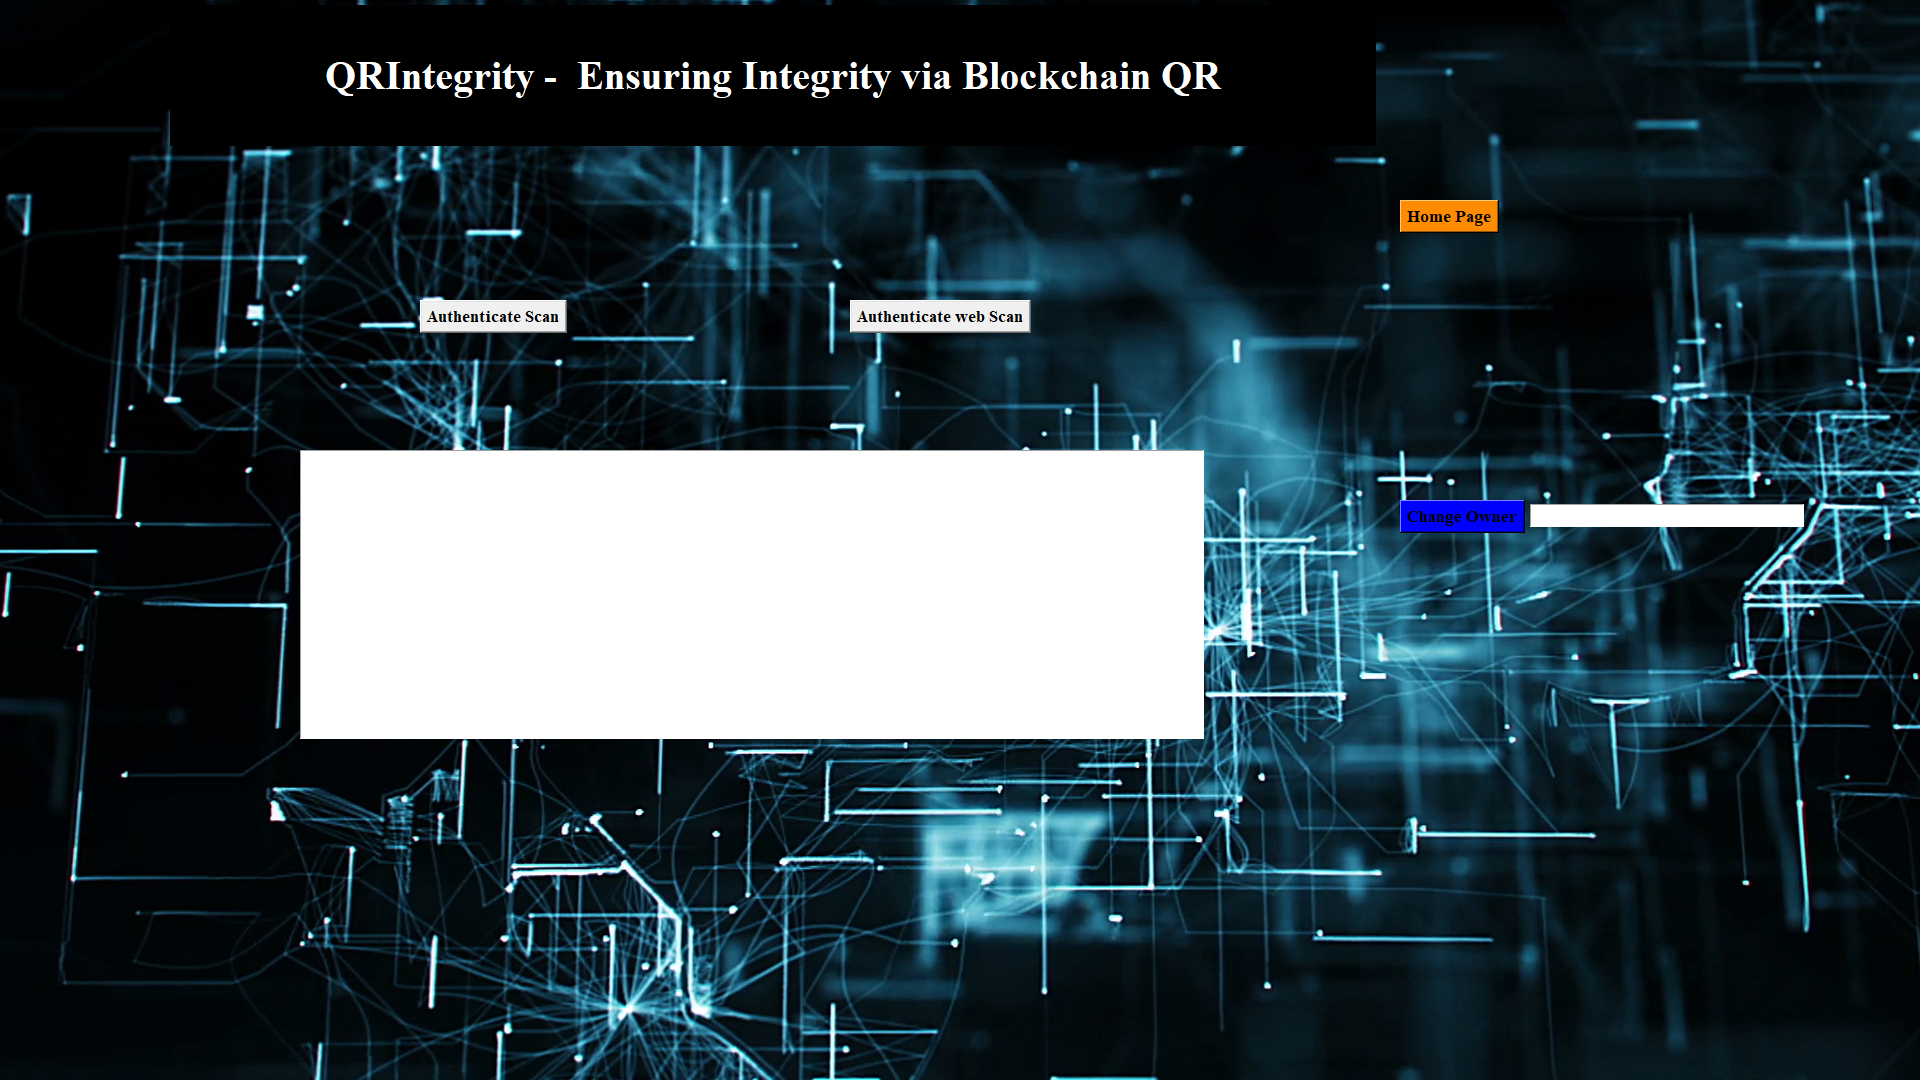 QRIntegrity -  Ensuring Integrity via Blockchain QR
Home Page
Authenticate Scan
Authenticate web Scan
Change Owner